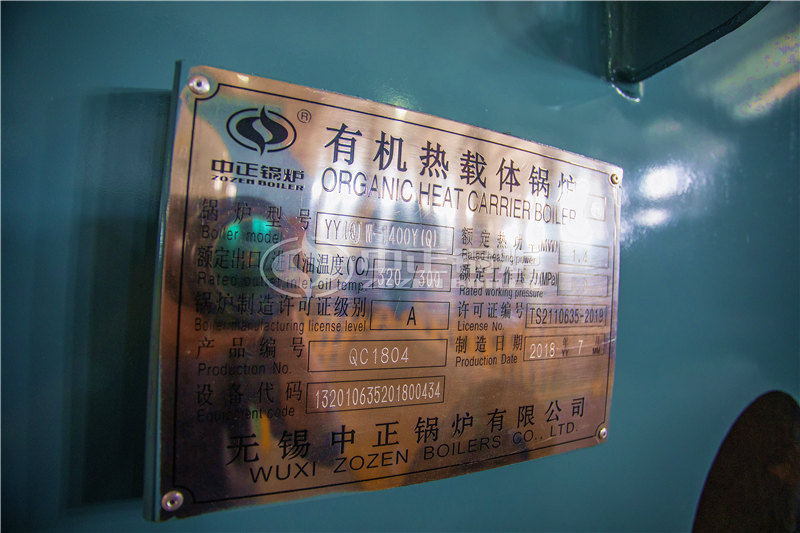 ®
中正锅炉
ZOZEN BOILER
有机热载体锅炉
ORGANIC HEAT CARRIER BOILER
锅炉型号
Boiler model
额定热功率(MW) 1.4
Rated heating power
额定出口/进口油温度(℃) 320 300
Rated outlet/inlet oil temp
额定工作压力(MPa)
Rated working pressure
锅炉制造许可证级别 A
Boiler manufacturing license level
许可证编号 TS2110635-2018
License No.
产品编号 QC1804
Production No.
制造日期 2018 年 7
Production Date
设备代码 132010635201800434
Equipment code
无锡中正锅炉有限公司
WUXI ZOZEN BOILERS CO., LTD.